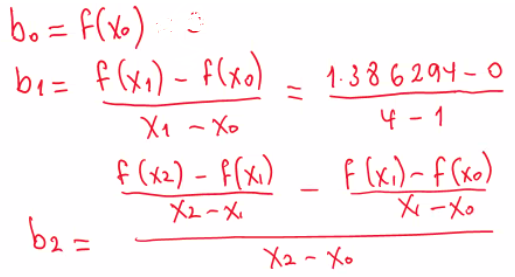 b₀ = f(x₀)
b₁ = (f(x₁) - f(x₀)) / (x₁ - x₀) = (1.386294 - 0) / (4 - 1)
b₂ = ((f(x₂) - f(x₁)) / (x₂ - x₁) - (f(x₁) - f(x₀)) / (x₁ - x₀)) / (x₂ - x₀)